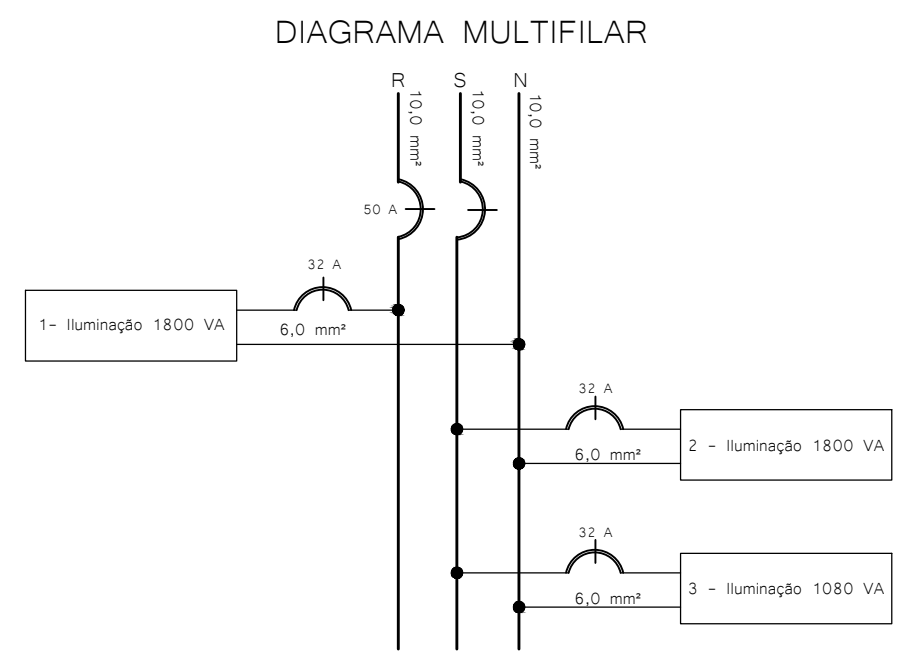 DIAGRAMA MULTIFILAR
R S N
10,0 mm²
10,0 mm²
10,0 mm²
50 A
32 A
1- Iluminação 1800 VA
6,0 mm²
32 A
2 - Iluminação 1800 VA
6,0 mm²
32 A
3 - Iluminação 1080 VA
6,0 mm²